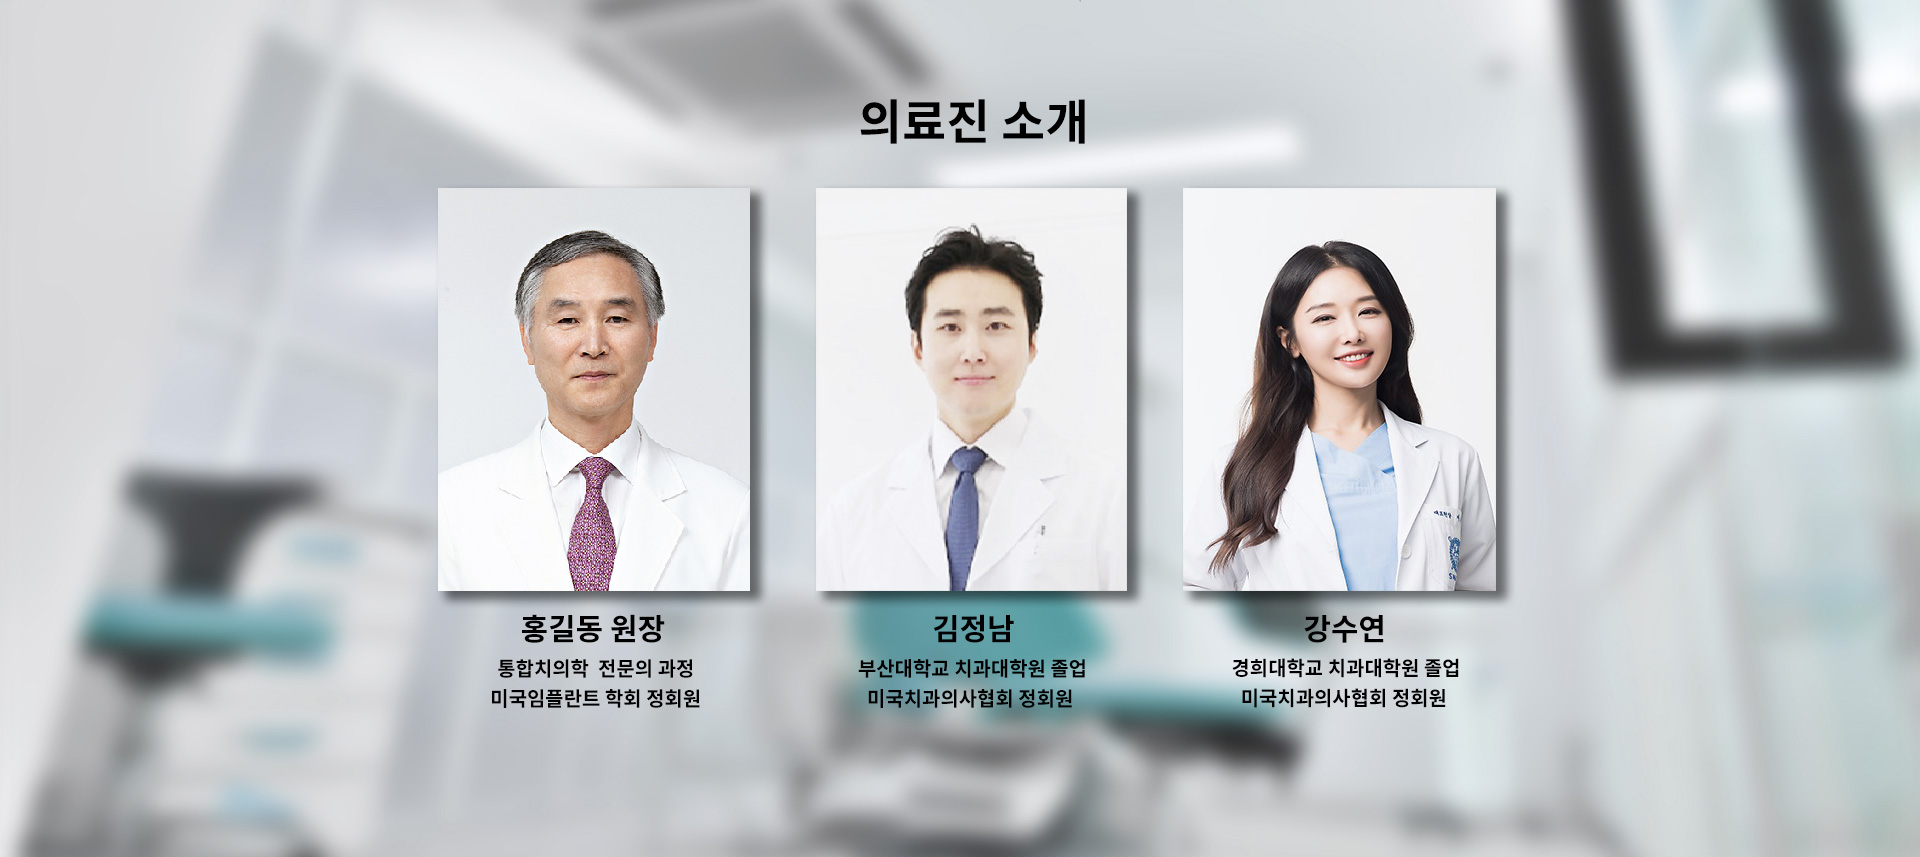 의료진 소개
홍길동 원장
통합치의학 전문의 과정
미국임플란트 학회 정회원
김정남
부산대학교 치과대학원 졸업
미국치과의사협회 정회원
강수연
경희대학교 치과대학원 졸업
미국치과의사협회 정회원